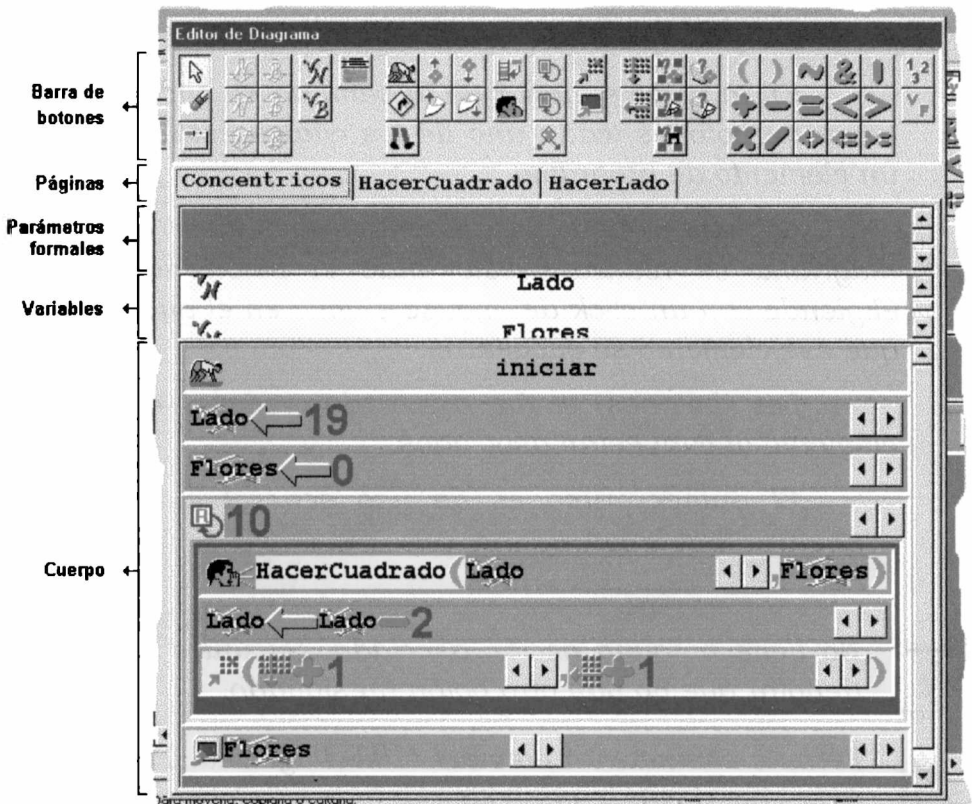 Editor de Diagrama
Barra de
botones
Páginas
Concentricos HacerCuadrado HacerLado
Parámetros
formales
Variables
Lado
Flores
iniciar
Lado 19
Flores 0
10
Cuerpo
HacerCuadrado(Lado ,Flores)
Lado Lado - 2
( + 1 , + 1 )
Flores